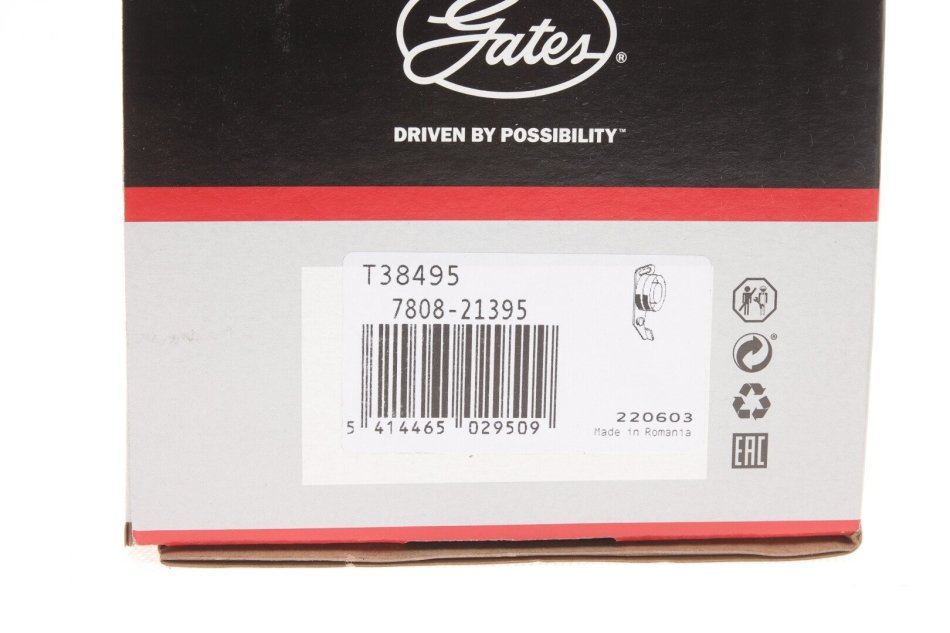 Gates®
DRIVEN BY POSSIBILITY™
T38495
7808-21395
5 414465 029509
220603
Made in Romania
®
EAC